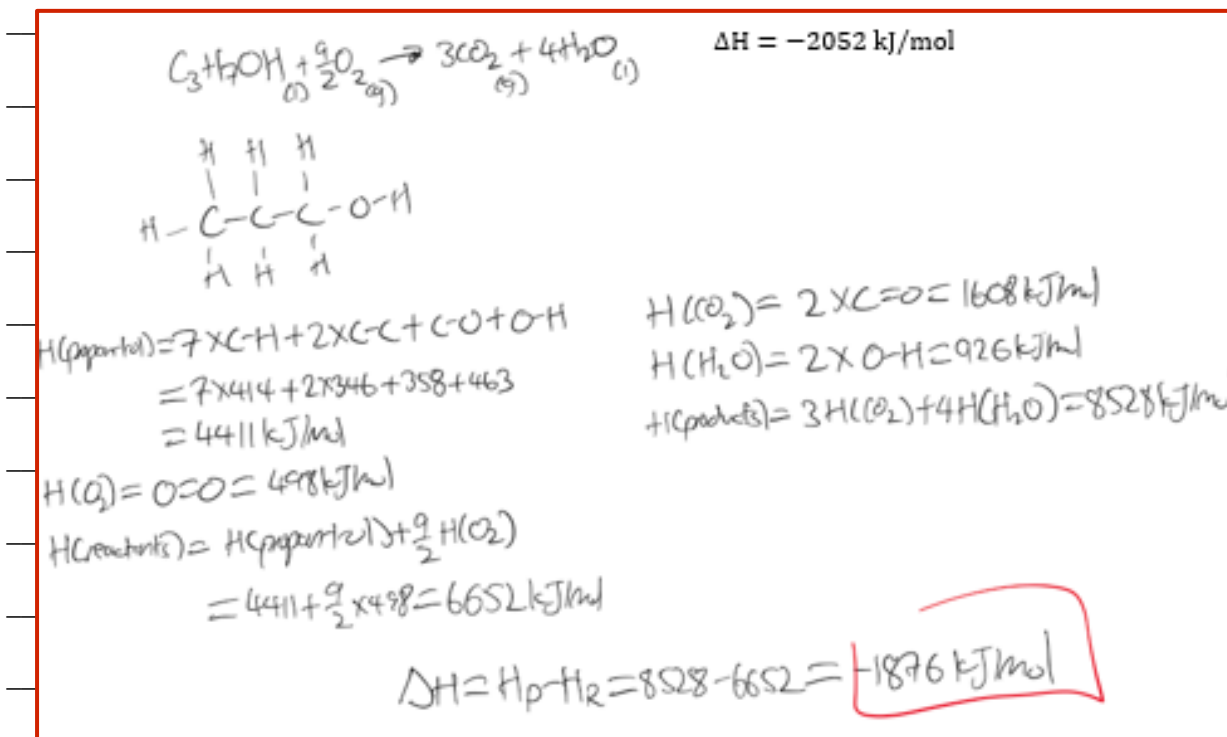 C₃H₇OH(l) + 9/2 O₂(g) → 3CO₂(g) + 4H₂O(l)
ΔH = −2052 kJ/mol
H H H
H – C – C – C – O – H
H H H
H(propantol) = 7×C-H + 2×C-C + C-O + O-H
= 7×414 + 2×346 + 358 + 463
= 4411 kJ/mol
H(O₂) = O=O = 498 kJ/mol
H(reactants) = H(propantol) + 9/2 H(O₂)
= 4411 + 9/2 × 498 = 6652 kJ/mol
H(CO₂) = 2×C=O = 1608 kJ/mol
H(H₂O) = 2×O-H = 926 kJ/mol
H(products) = 3H(CO₂) + 4H(H₂O) = 8528 kJ/mol
ΔH = Hp - HR = 8528 - 6652 = -1876 kJ/mol